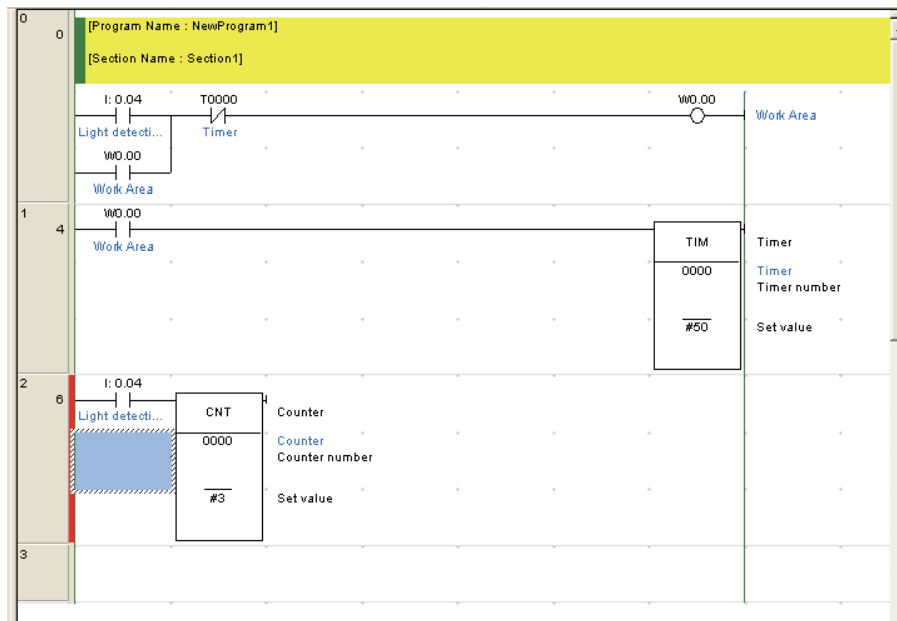 0
0
[Program Name : NewProgram1]
[Section Name : Section1]
I: 0.04
T0000
W0.00
Light detecti...
Timer
Work Area
W0.00
Work Area
1
4
W0.00
Work Area
TIM
Timer
0000
Timer
Timer number
#50
Set value
2
6
I: 0.04
Light detecti...
CNT
Counter
0000
Counter
Counter number
#3
Set value
3